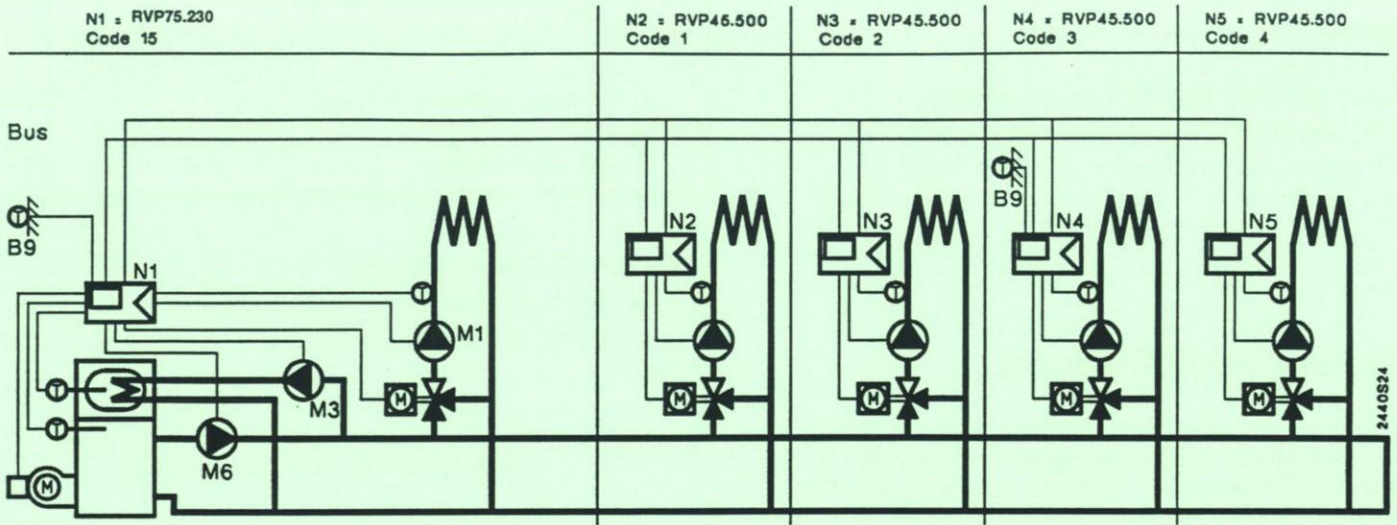 N1 = RVP75.230
Code 15
N2 = RVP45.500
Code 1
N3 = RVP45.500
Code 2
N4 = RVP45.500
Code 3
N5 = RVP45.500
Code 4
Bus
T
B9
N1
T
M1
M3
M
T
T
M6
M
N2
T
M
N3
T
M
T
B9
N4
T
M
N5
T
M
2440S24